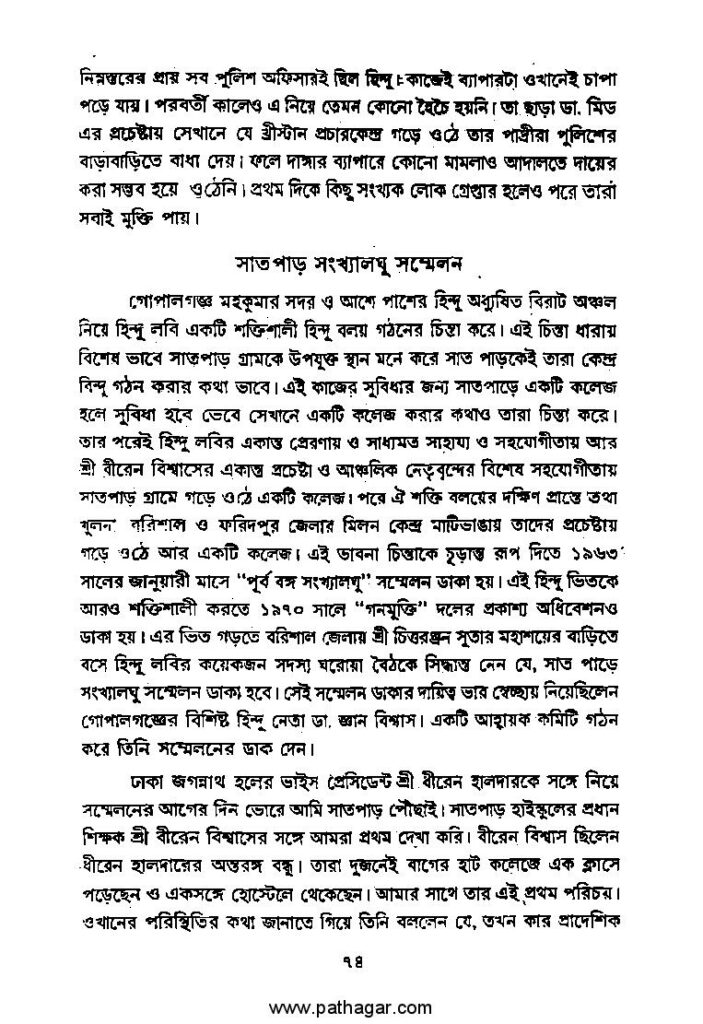 নিম্নস্তরের প্রায় সব পুলিশ অফিসারই ছিল হিন্দু। কাজেই ব্যাপারটা ওখানেই চাপা
পড়ে যায়। পরবর্তী কালেও এ নিয়ে তেমন কোনো হৈচৈ হয়নি। তা ছাড়া ডা. মিড
এর প্রচেষ্টায় সেখানে যে খ্রীস্টান প্রচারকেন্দ্র গড়ে ওঠে তার পাদ্রীরা পুলিশের
বাড়াবাড়িতে বাধা দেয়। ফলে দাঙ্গার ব্যাপারে কোনো মামলাও আদালতে দায়ের
করা সম্ভব হয়ে ওঠেনি। প্রথম দিকে কিছু সংখ্যক লোক গ্রেপ্তার হলেও পরে তারা
সবাই মুক্তি পায়।
সাতপাড় সংখ্যালঘু সম্মেলন
গোপালগঞ্জ মহকুমার সদর ও আশে পাশের হিন্দু অধ্যুষিত বিরাট অঞ্চল
নিয়ে হিন্দু লবি একটি শক্তিশালী হিন্দু বলয় গঠনের চিন্তা করে। এই চিন্তা ধারায়
বিশেষ ভাবে সাতপাড় গ্রামকে উপযুক্ত স্থান মনে করে সাত পাড়কেই তারা কেন্দ্র
বিন্দু গঠন করার কথা ভাবে। এই কাজের সুবিধার জন্য সাতপাড়ে একটি কলেজ
হলে সুবিধা হবে ভেবে সেখানে একটি কলেজ করার কথাও তারা চিন্তা করে।
তার পরেই হিন্দু লবির একান্ত প্রেরণায় ও সাধ্যমত সাহায্য ও সহযোগীতায় আর
শ্রী বীরেন বিশ্বাসের একান্ত প্রচেষ্টা ও আঞ্চলিক নেতৃবৃন্দের বিশেষ সহযোগীতায়
সাতপাড় গ্রামে গড়ে ওঠে একটি কলেজ। পরে ঐ শক্তি বলয়ের দক্ষিণ প্রান্তে তথা
খুলনা বরিশাল ও ফরিদপুর জেলার মিলন কেন্দ্র মাটিভাঙায় তাদের প্রচেষ্টায়
গড়ে ওঠে আর একটি কলেজ। এই ভাবনা চিন্তাকে চূড়ান্ত রূপ দিতে ১৯৬৩
সালের জানুয়ারী মাসে “পূর্ব বঙ্গ সংখ্যালঘু” সম্মেলন ডাকা হয়। এই হিন্দু ভিতকে
আরও শক্তিশালী করতে ১৯৭০ সালে “গনমুক্তি” দলের প্রকাশ্য অধিবেশনও
ডাকা হয়। এর ভিত গড়তে বরিশাল জেলায় শ্রী চিত্তরঞ্জন সূতার মহাশয়ের বাড়িতে
বসে হিন্দু লবির কয়েকজন সদস্য ঘরোয়া বৈঠকে সিদ্ধান্ত নেন যে, সাত পাড়ে
সংখ্যালঘু সম্মেলন ডাকা হবে। সেই সম্মেলন ডাকার দায়িত্ব ভার স্বেচ্ছায় নিয়েছিলেন
গোপালগঞ্জের বিশিষ্ট হিন্দু নেতা ডা. জ্ঞান বিশ্বাস। একটি আহ্বায়ক কমিটি গঠন
করে তিনি সম্মেলনের ডাক দেন।
ঢাকা জগন্নাথ হলের ভাইস প্রেসিডেন্ট শ্রী ধীরেন হালদারকে সঙ্গে নিয়ে
সম্মেলনের আগের দিন ভোরে আমি সাতপাড় পৌঁছাই। সাতপাড় হাইস্কুলের প্রধান
শিক্ষক শ্রী বীরেন বিশ্বাসের সঙ্গে আমরা প্রথম দেখা করি। বীরেন বিশ্বাস ছিলেন
ধীরেন হালদারের অন্তরঙ্গ বন্ধু। তারা দুজনেই বাগের হাট কলেজে এক ক্লাসে
পড়েছেন ও একসঙ্গে হোস্টেলে থেকেছেন। আমার সাথে তার এই প্রথম পরিচয়।
ওখানের পরিস্থিতির কথা জানাতে গিয়ে তিনি বললেন যে, তখন কার প্রাদেশিক
৭৪
www.pathagar.com